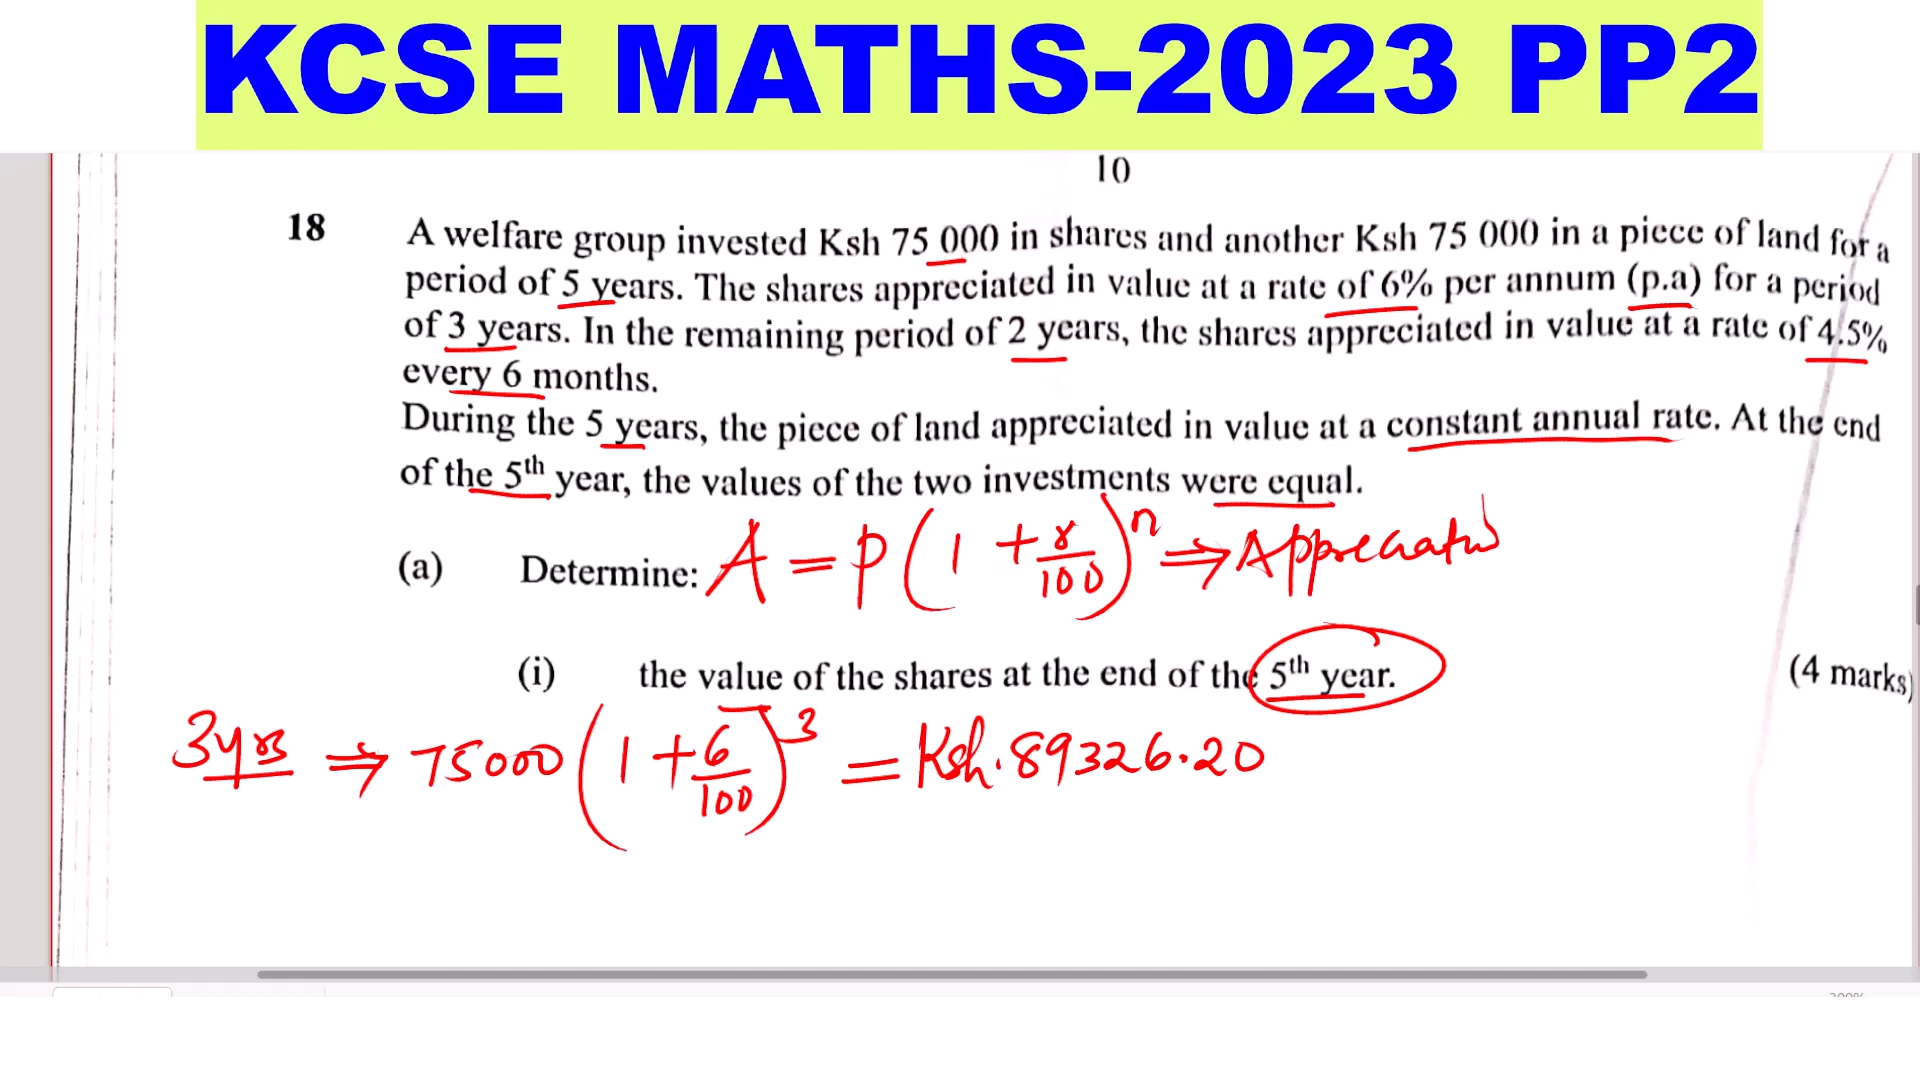 KCSE MATHS-2023 PP2
10
18 A welfare group invested Ksh 75 000 in shares and another Ksh 75 000 in a piece of land for a
period of 5 years. The shares appreciated in value at a rate of 6% per annum (p.a) for a period
of 3 years. In the remaining period of 2 years, the shares appreciated in value at a rate of 4.5%
every 6 months.
During the 5 years, the piece of land appreciated in value at a constant annual rate. At the end
of the 5th year, the values of the two investments were equal.
(a) Determine: A = P(1 + r/100)^n ⇒
(i) the value of the shares at the end of the 5th year. (4 marks)
3yrs ⇒ 75000(1 + 6/100)^3 = Ksh.89326.20